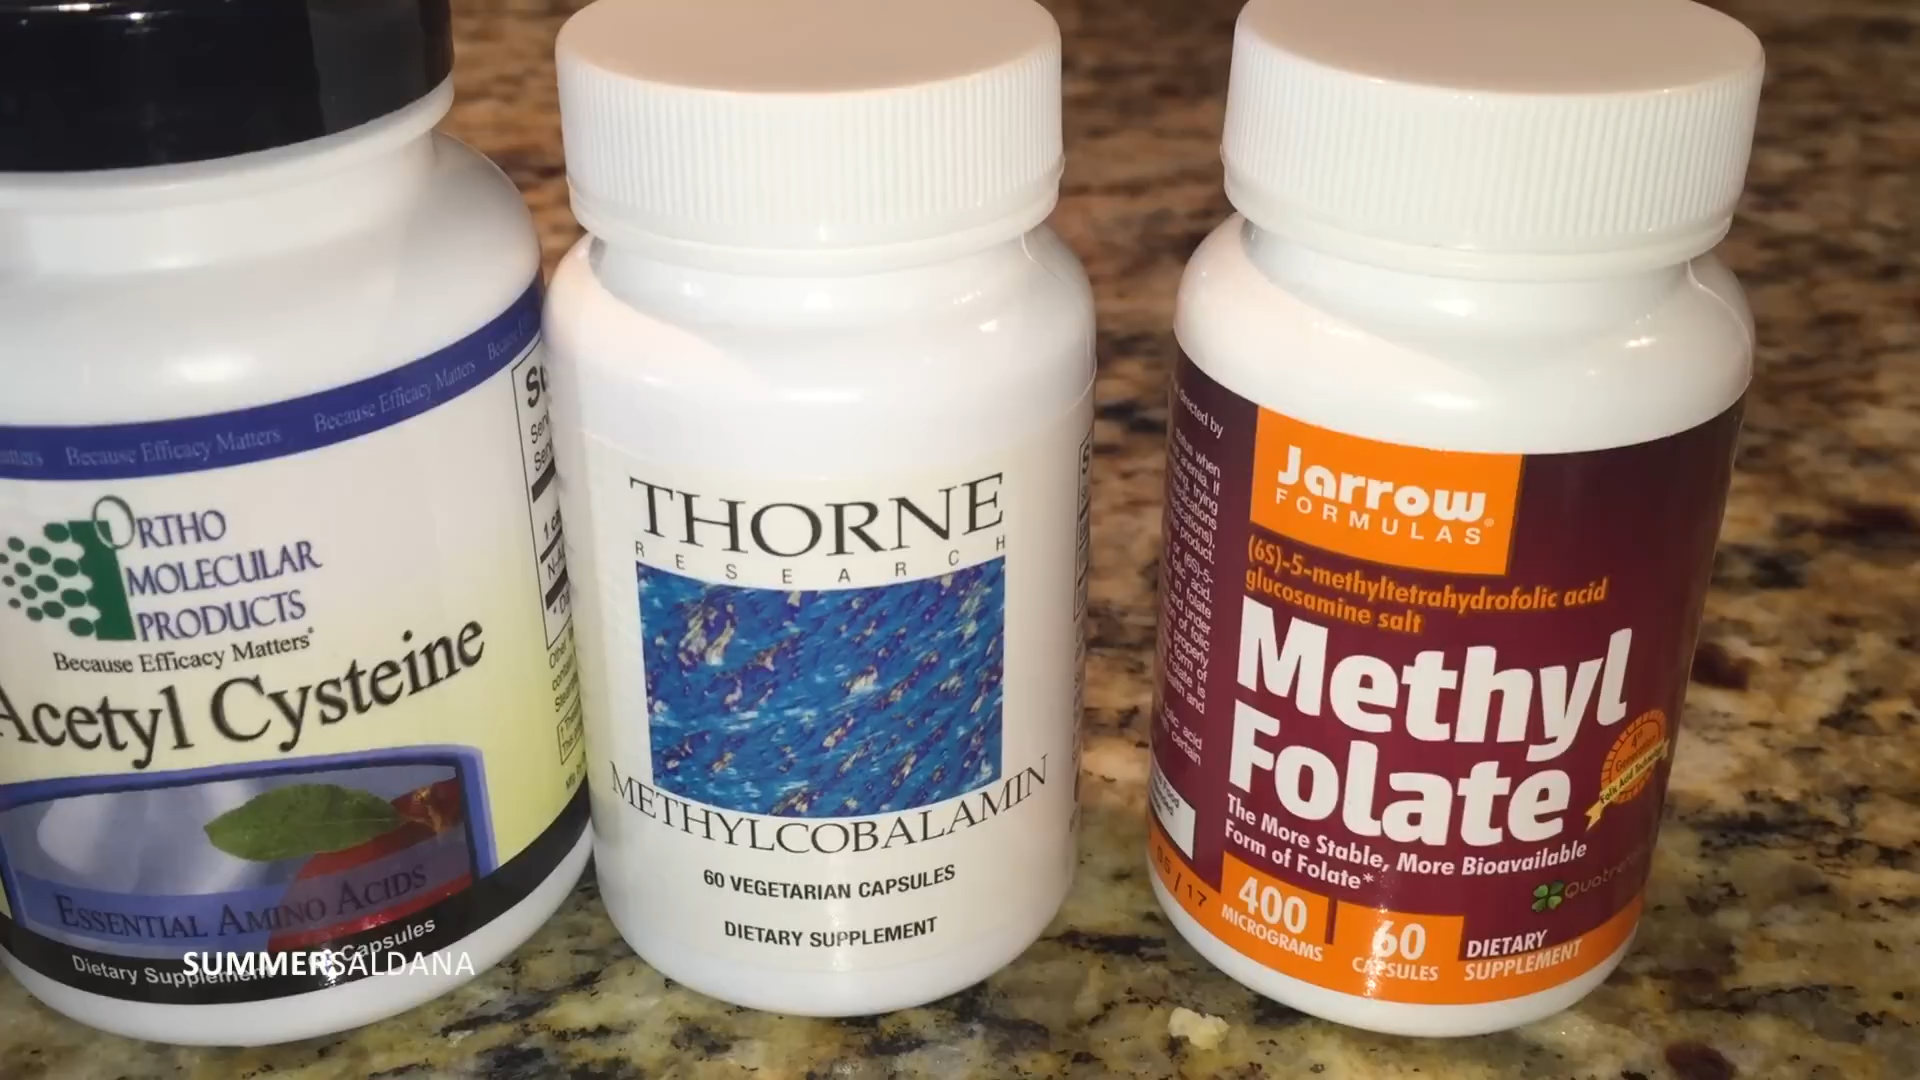 Because Efficacy Matters Because Efficacy Matters
ORTHO
MOLECULAR
PRODUCTS
Because Efficacy Matters
Acetyl Cysteine
ESSENTIAL AMINO ACIDS
Dietary Supplement
Capsules
SUMMERSALDANA
THORNE
RESEARCH
METHYLCOBALAMIN
60 VEGETARIAN CAPSULES
DIETARY SUPPLEMENT
Jarrow
FORMULAS
(6S)-5-methyltetrahydrofolic acid
glucosamine salt
Methyl
Folate
The More Stable, More Bioavailable
Form of Folate*
400
MICROGRAMS
60
CAPSULES
DIETARY
SUPPLEMENT